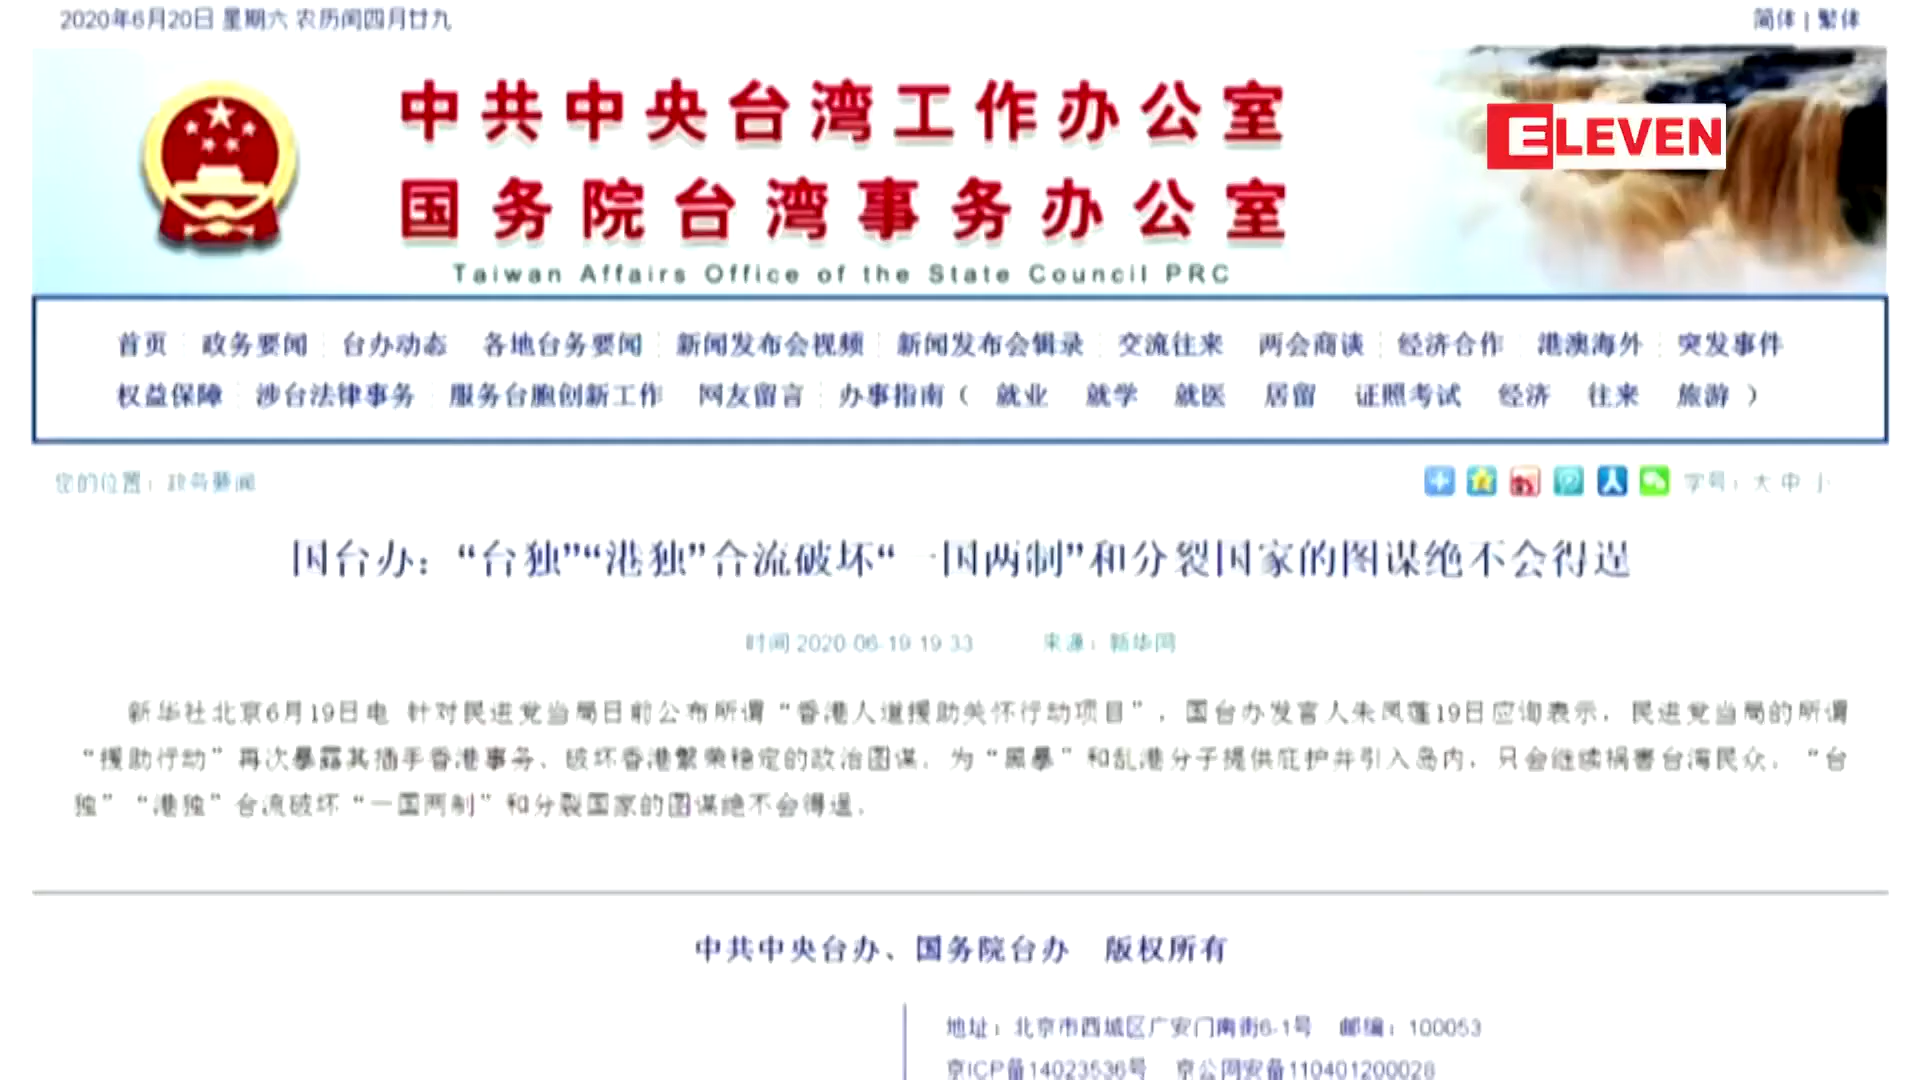 2020年6月20日 星期六 农历闰四月廿九
简体 | 繁体
中共中央台湾工作办公室
国务院台湾事务办公室
Taiwan Affairs Office of the State Council PRC
ELEVEN
首页 政务要闻 台办动态 各地台务要闻 新闻发布会视频 新闻发布会辑录 交流往来 两会商谈 经济合作 港澳海外 突发事件
权益保障 涉台法律事务 服务台胞创新工作 网友留言 办事指南（ 就业 就学 就医 居留 证照考试 经济 往来 旅游 ）
您的位置：政务要闻
字号：大 中 小
国台办：“台独”“港独”合流破坏“一国两制”和分裂国家的图谋绝不会得逞
时间 2020-06-19 19:33 来源：新华网
新华社北京6月19日电 针对民进党当局日前公布所谓“香港人道援助关怀行动项目”，国台办发言人朱凤莲19日应询表示，民进党当局的所谓
“援助行动”再次暴露其插手香港事务、破坏香港繁荣稳定的政治图谋，为“黑暴”和乱港分子提供庇护并引入岛内，只会继续祸害台湾民众，“台
独”“港独”合流破坏“一国两制”和分裂国家的图谋绝不会得逞。
中共中央台办、国务院台办 版权所有
地址：北京市西城区广安门南街6-1号 邮编：100053
京ICP备14023536号 京公网安备110401200028